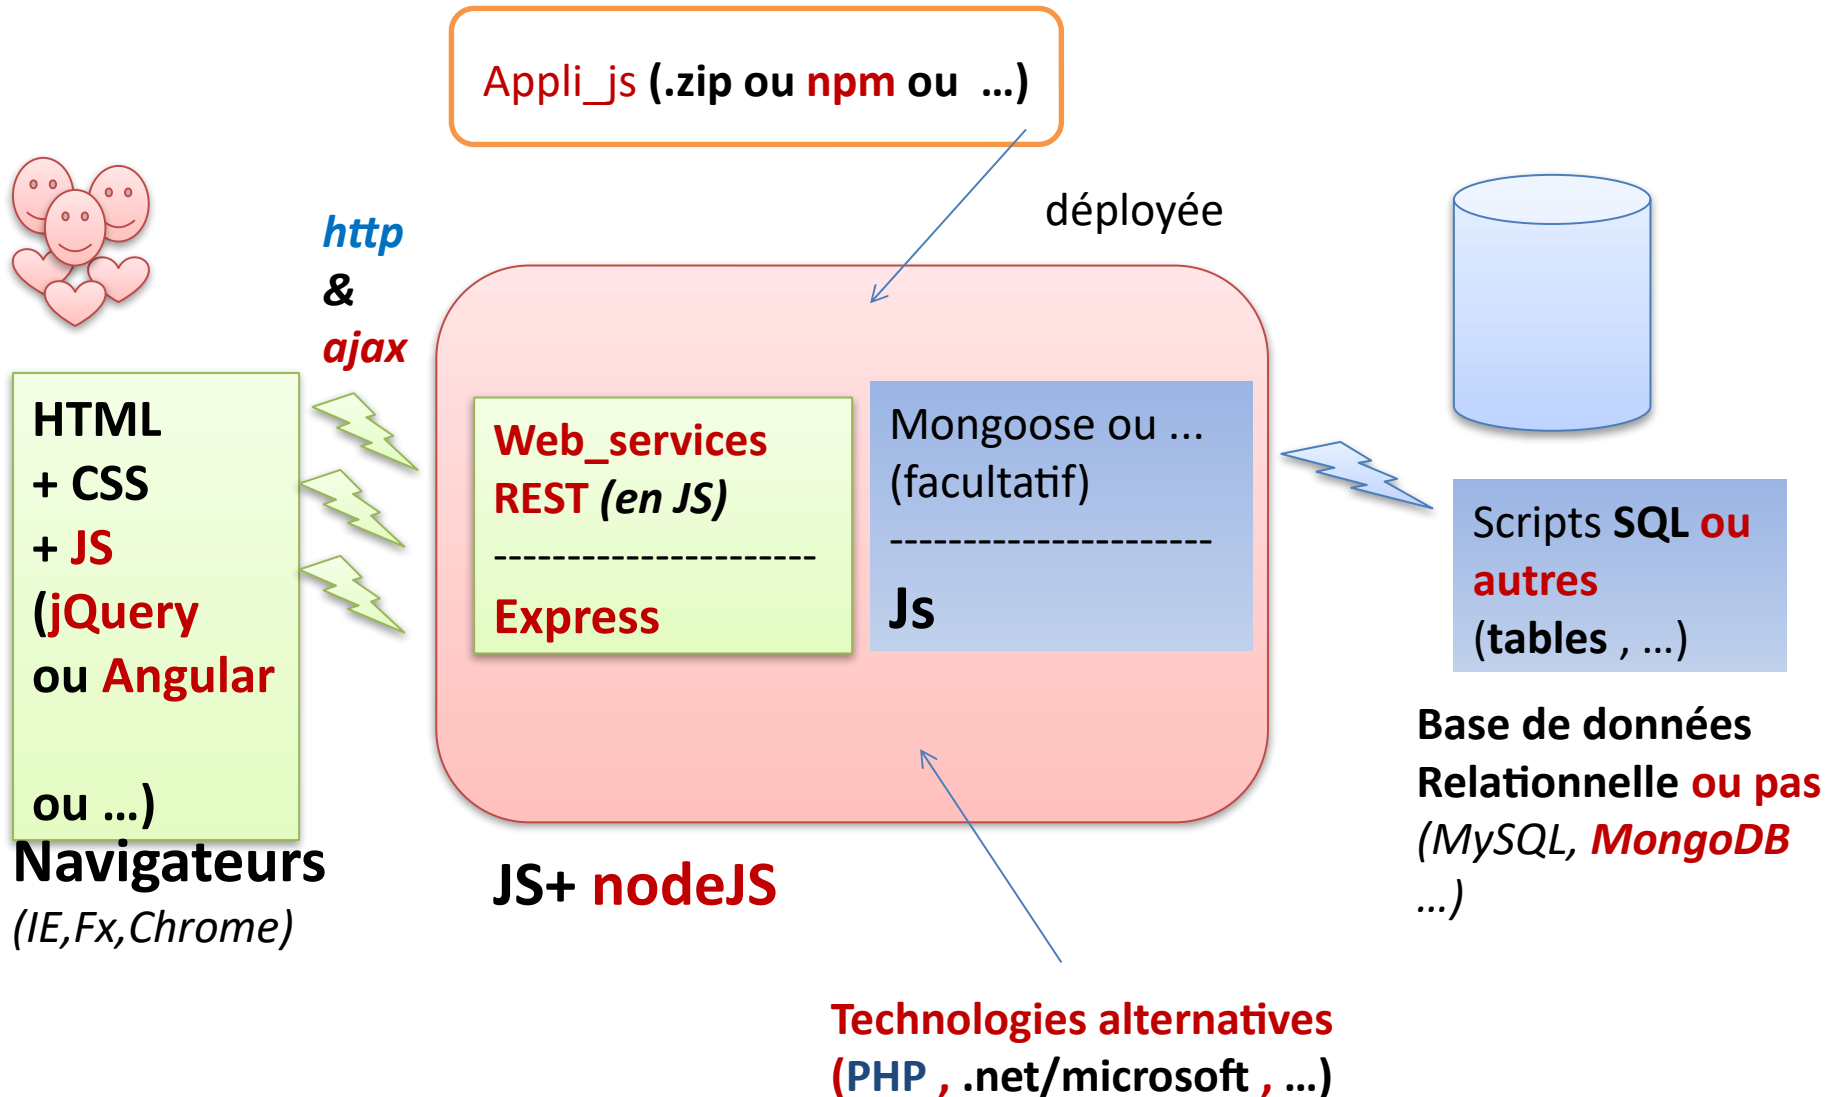 Appli_js (.zip ou npm ou  ...)
déployée
http
&
ajax
HTML
+ CSS
+ JS
(jQuery
ou Angular
ou ...)
Navigateurs
(IE,Fx,Chrome)
Web_services
REST (en JS)
----------------------
Express
Mongoose ou ...
(facultatif)
----------------------
Js
JS+ nodeJS
Scripts SQL ou
autres
(tables , ...)
Base de données
Relationnelle ou pas
(MySQL, MongoDB
...)
Technologies alternatives
(PHP , .net/microsoft , ...)